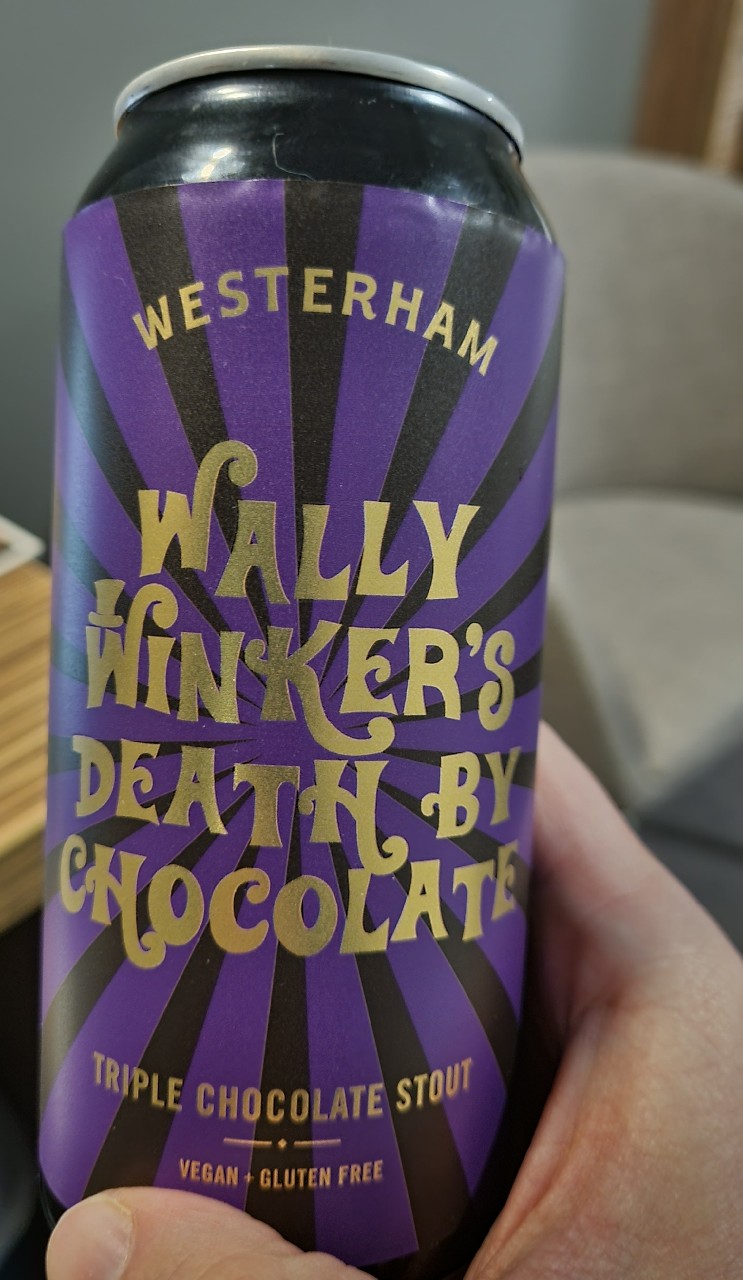 WESTERHAM
WALLY
WINKER'S
DEATH BY
CHOCOLATE
TRIPLE CHOCOLATE STOUT
VEGAN + GLUTEN FREE